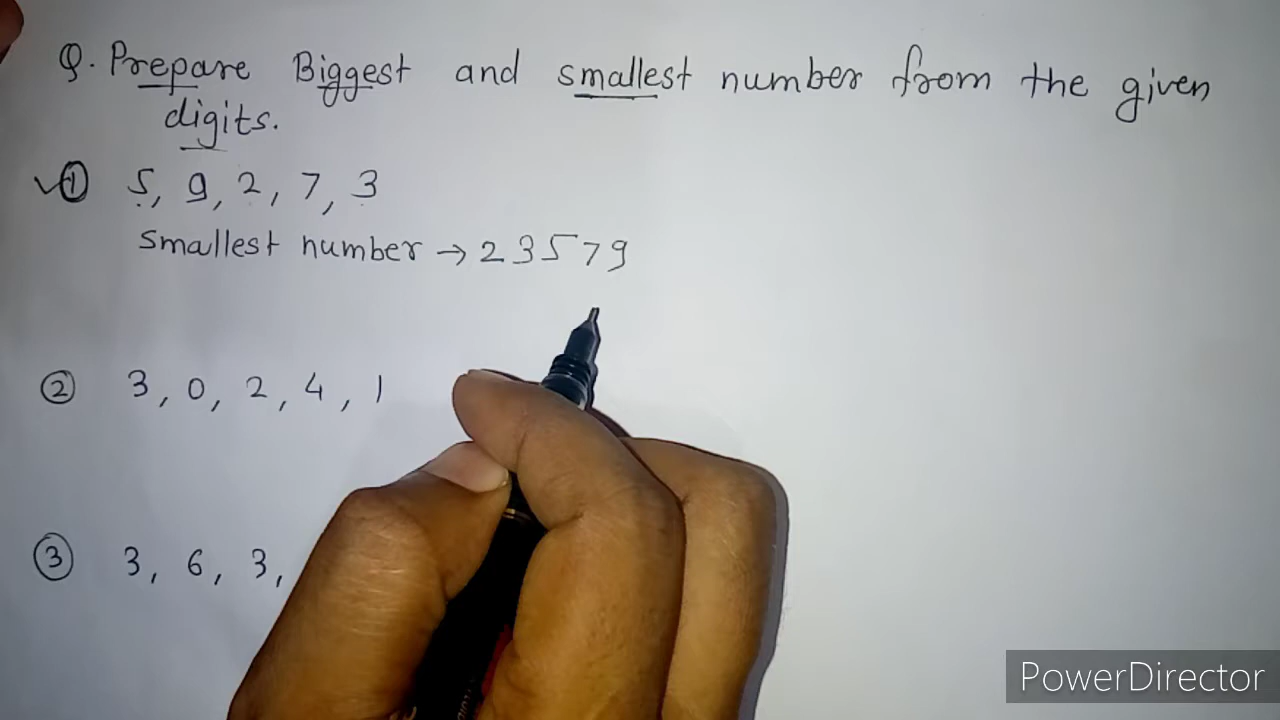 Q. Prepare Biggest and smallest number from the given
digits.
① 5, 9, 2, 7, 3
Smallest number → 23579
② 3, 0, 2, 4, 1
③ 3, 6, 3,
PowerDirector